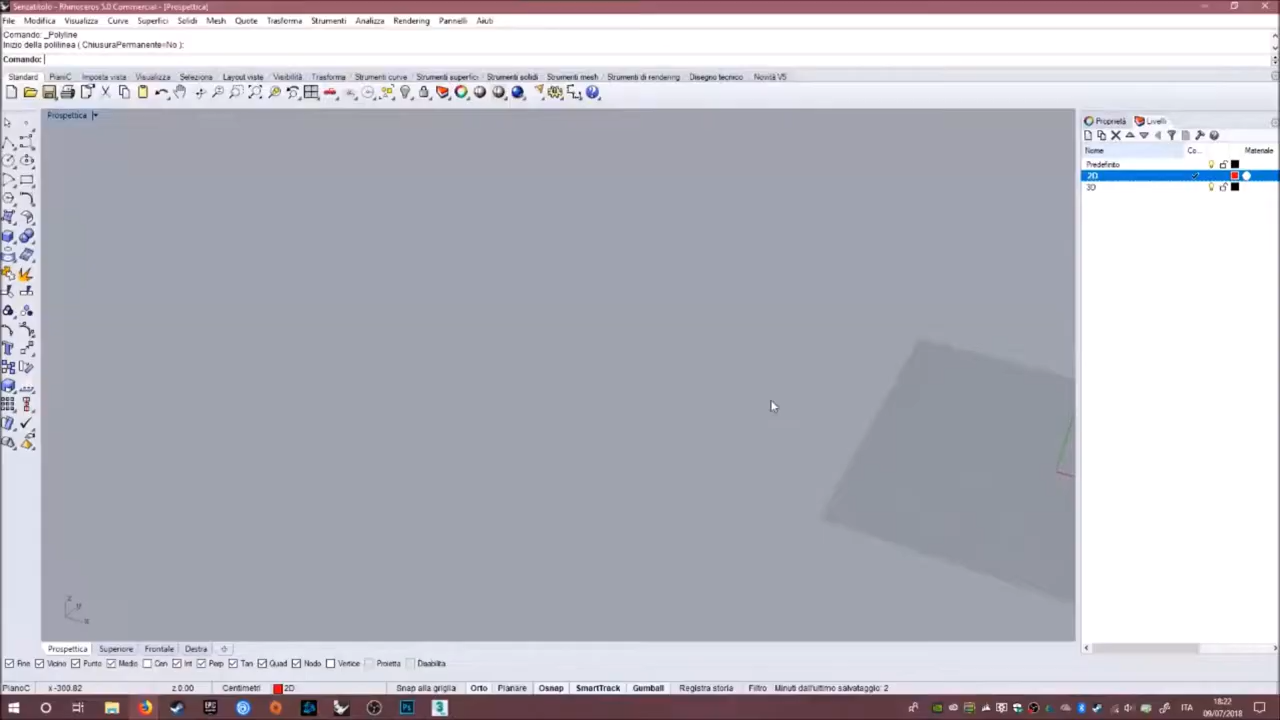 Senzatitolo - Rhinoceros 5.0 Commercial - [Prospettica]
File Modifica Visualizza Curve Superfici Solidi Mesh Quote Trasforma Strumenti Analizza Rendering Pannelli Aiuti
Comando: _Polyline
Inizio della polilinea ( ChiusuraPermanente=No ):
Comando:
Standard PianoC Imposta vista Visualizza Seleziona Layout viste Visibilità Trasforma Strumenti curve Strumenti superfici Strumenti solidi Strumenti mesh Strumenti di rendering Disegno tecnico Novità V5
Prospettica
Proprietà Livelli
Nome Co... Materiale
Predefinito
2D
3D
z
y
x
Prospettica Superiore Frontale Destra
Fine Vicino Punto Medio Cen Int Perp Tan Quad Nodo Vertice Proietta Disabilita
PianoC x -300.82 z 0.00 Centimetri 2D Snap alla griglia Orto Planare Osnap SmartTrack Gumball Registra storia Filtro Minuti dall'ultimo salvataggio: 2
ITA
18:22
09/07/2018